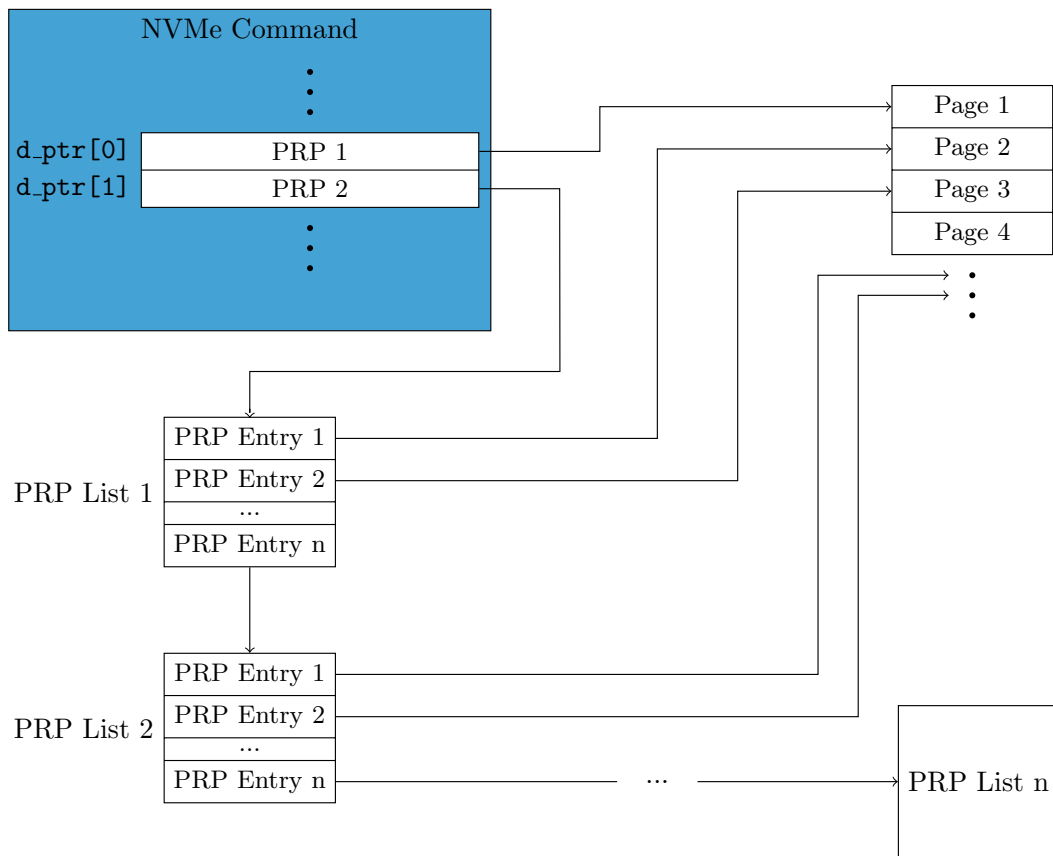 NVMe Command
d_ptr[0]
PRP 1
d_ptr[1]
PRP 2
Page 1
Page 2
Page 3
Page 4
PRP List 1
PRP Entry 1
PRP Entry 2
...
PRP Entry n
PRP List 2
PRP Entry 1
PRP Entry 2
...
PRP Entry n
...
PRP List n